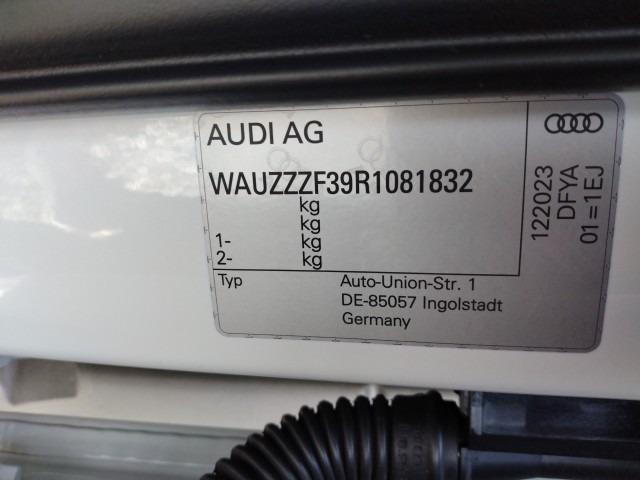 AUDI AG
WAUZZZF39R1081832
kg
kg
1- kg
2- kg
Typ Auto-Union-Str. 1
DE-85057 Ingolstadt
Germany
122023
DFYA
01=1EJ